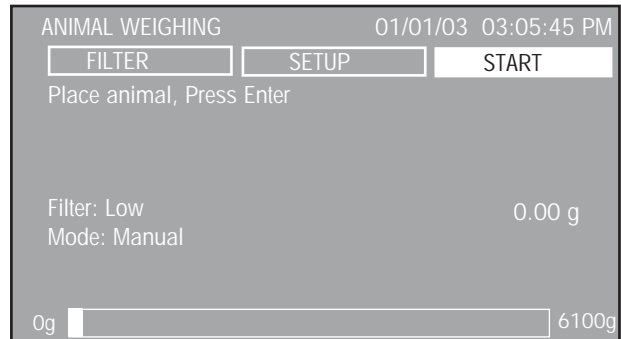 ANIMAL WEIGHING 01/01/03 03:05:45 PM
FILTER SETUP START
Place animal, Press Enter
Filter: Low 0.00 g
Mode: Manual
0g 6100g